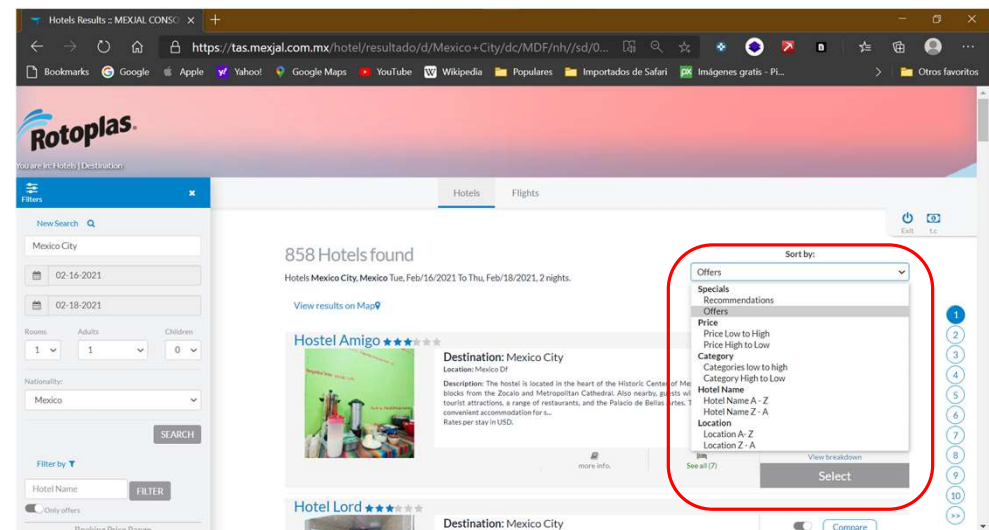 Hotels Results :: MEXJAL CONSO
https://tas.mexjal.com.mx/hotel/resultado/d/Mexico+City/dc/MDF/nh//sd/0...
Bookmarks Google Apple Yahoo! Google Maps YouTube Wikipedia Populares Importados de Safari Imágenes gratis - Pi... Otros favoritos
Rotoplas.
You are in: Hotels | Destination
Filters
Hotels Flights
Exit t.c
New Search
Mexico City
02-16-2021
02-18-2021
Rooms Adults Children
1 1 0
Nationality:
Mexico
SEARCH
Filter by
Hotel Name FILTER
Only offers
Booking Price Range
858 Hotels found
Hotels Mexico City, Mexico Tue, Feb/16/2021 To Thu, Feb/18/2021, 2 nights.
View results on Map
Sort by:
Offers
Specials
Recommendations
Offers
Price
Price Low to High
Price High to Low
Category
Categories low to high
Category High to Low
Hotel Name
Hotel Name A - Z
Hotel Name Z - A
Location
Location A- Z
Location Z - A
Hostel Amigo
Destination: Mexico City
Location: Mexico Df
Description: The hostel is located in the heart of the Historic Center of Me
blocks from the Zocalo and Metropolitan Cathedral. Also nearby, guests wi
tourist attractions, a range of restaurants, and the Palacio de Bellas Artes. T
convenient accommodation for s...
Rates per stay in USD.
more info. See all (7)
View breakdown
Select
Hotel Lord
Destination: Mexico City
Compare
1
2
3
4
5
6
7
8
9
10
>>